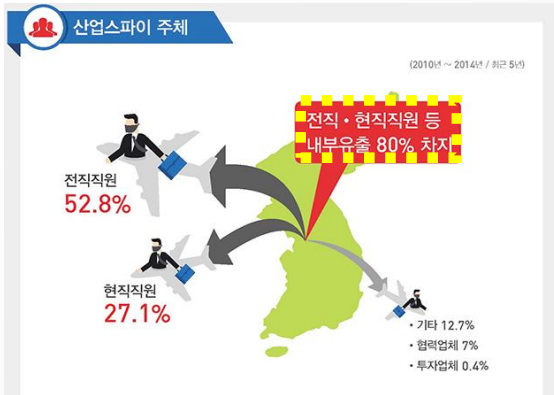 산업스파이 주체
(2010년 ~ 2014년 / 최근 5년)
전직 • 현직직원 등
내부유출 80% 차지
전직직원
52.8%
현직직원
27.1%
• 기타 12.7%
• 협력업체 7%
• 투자업체 0.4%